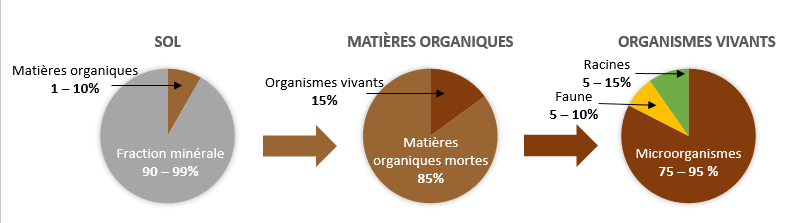 SOL
Matières organiques
1 – 10%
Fraction minérale
90 – 99%
MATIÈRES ORGANIQUES
Organismes vivants
15%
Matières
organiques mortes
85%
ORGANISMES VIVANTS
Racines
5 – 15%
Faune
5 – 10%
Microorganismes
75 – 95 %